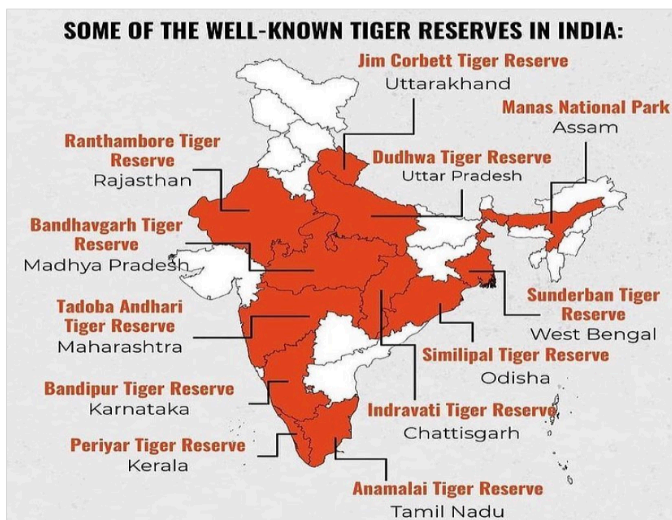 SOME OF THE WELL-KNOWN TIGER RESERVES IN INDIA:
Jim Corbett Tiger Reserve
Uttarakhand
Manas National Park
Assam
Ranthambore Tiger
Reserve
Rajasthan
Dudhwa Tiger Reserve
Uttar Pradesh
Bandhavgarh Tiger
Reserve
Madhya Pradesh
Tadoba Andhari
Tiger Reserve
Maharashtra
Sunderban Tiger
Reserve
West Bengal
Similipal Tiger Reserve
Odisha
Bandipur Tiger Reserve
Karnataka
Indravati Tiger Reserve
Chattisgarh
Periyar Tiger Reserve
Kerala
Anamalai Tiger Reserve
Tamil Nadu